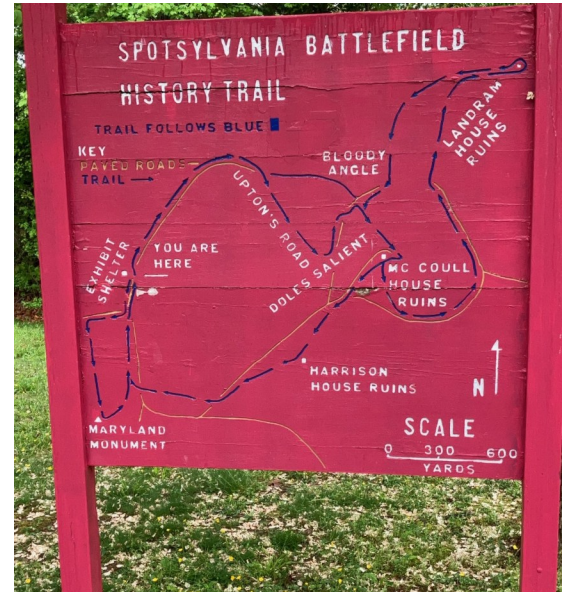 SPOTSYLVANIA BATTLEFIELD
HISTORY TRAIL
TRAIL FOLLOWS BLUE
KEY
PAVED ROADS
TRAIL
BLOODY
ANGLE
LANDRAM
HOUSE
RUINS
UPTON'S ROAD
DOLES SALIENT
EXHIBIT
SHELTER
YOU ARE
HERE
MC COULL
HOUSE
RUINS
HARRISON
HOUSE RUINS
MARYLAND
MONUMENT
N
SCALE
0 300 600
YARDS